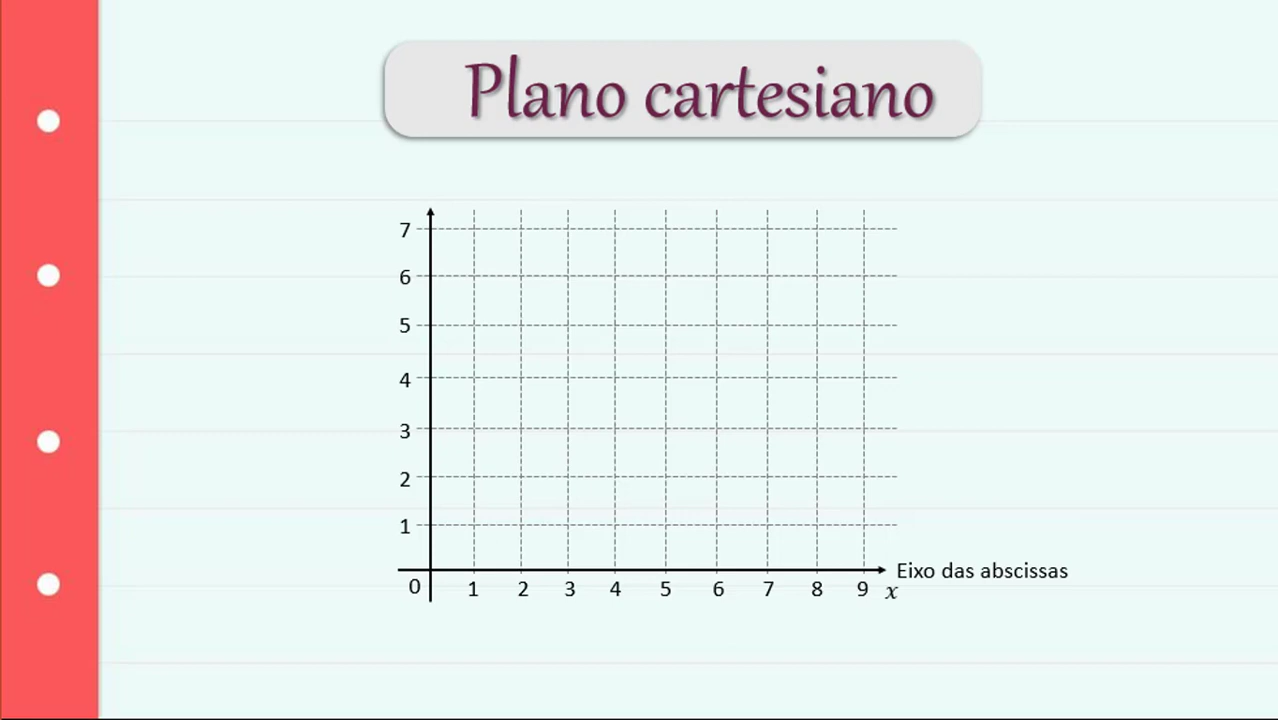 Plano cartesiano
7
6
5
4
3
2
1
Eixo das abscissas
0 1 2 3 4 5 6 7 8 9 x